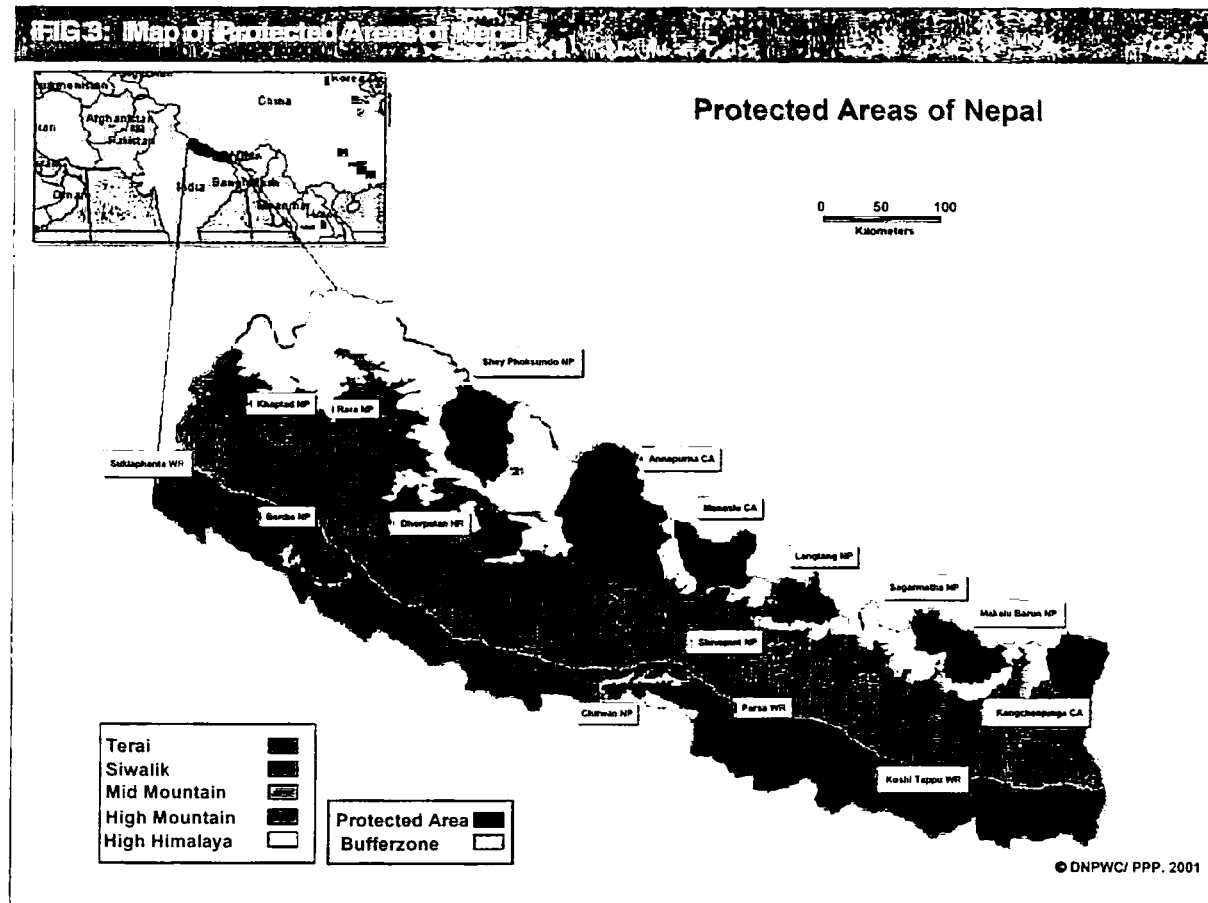 FIG 3: Map of Protected Areas of Nepal
Protected Areas of Nepal
China
Afghanistan
Pakistan
India
Bangladesh
Oman
0 50 100
Kilometers
Shey Phoksundo NP
Khaptad NP
Rara NP
Suklaphanta WR
Annapurna CA
Bardia NP
Dhorpatan HR
Manaslu CA
Langtang NP
Sagarmatha NP
Makalu Barun NP
Shivapuri NP
Chitwan NP
Parsa WR
Kangchenjunga CA
Koshi Tappu WR
Terai
Siwalik
Mid Mountain
High Mountain
High Himalaya
Protected Area
Bufferzone
© DNPWC/ PPP. 2001